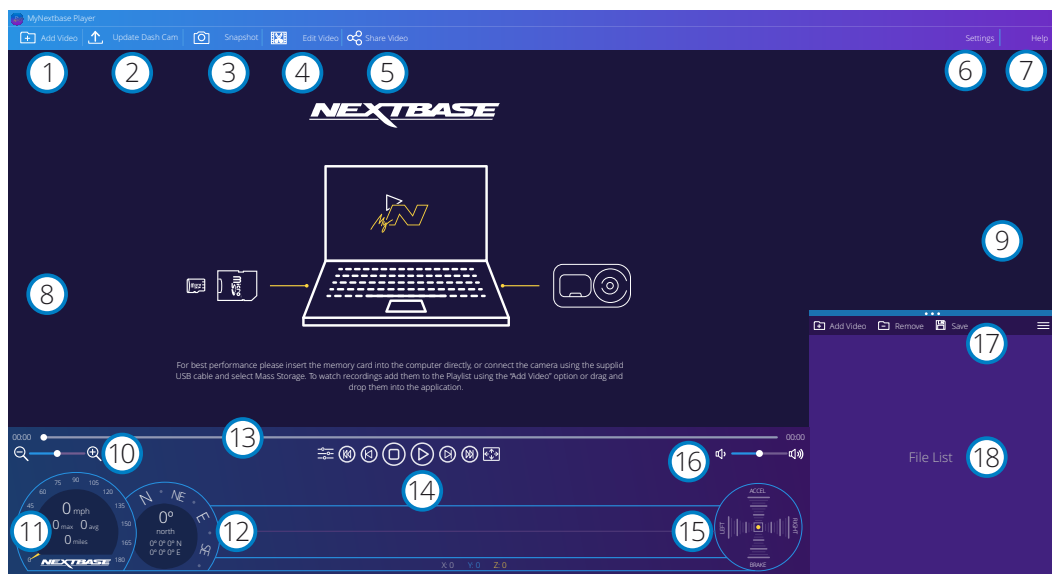 MyNextbase Player
Add Video Update Dash Cam Snapshot Edit Video Share Video Settings Help
1 2 3 4 5 6 7
NEXTBASE
My N
micro
8 9
Add Video Remove Save
17
For best performance please insert the memory card into the computer directly, or connect the camera using the supplid
USB cable and select Mass Storage. To watch recordings add them to the Playlist using the “Add Video” option or drag and
drop them into the application.
00:00 13 00:00
10 14 16
File List 18
0 15 30 45 60 75 90 105 120 135 150 165 180
0 mph
0 max 0 avg
0 miles
NEXTBASE
11
N NE E SE
0° north
0° 0° 0° N
0° 0° 0° E
12
X: 0 Y: 0 Z: 0
15
ACCEL
LEFT RIGHT
BRAKE